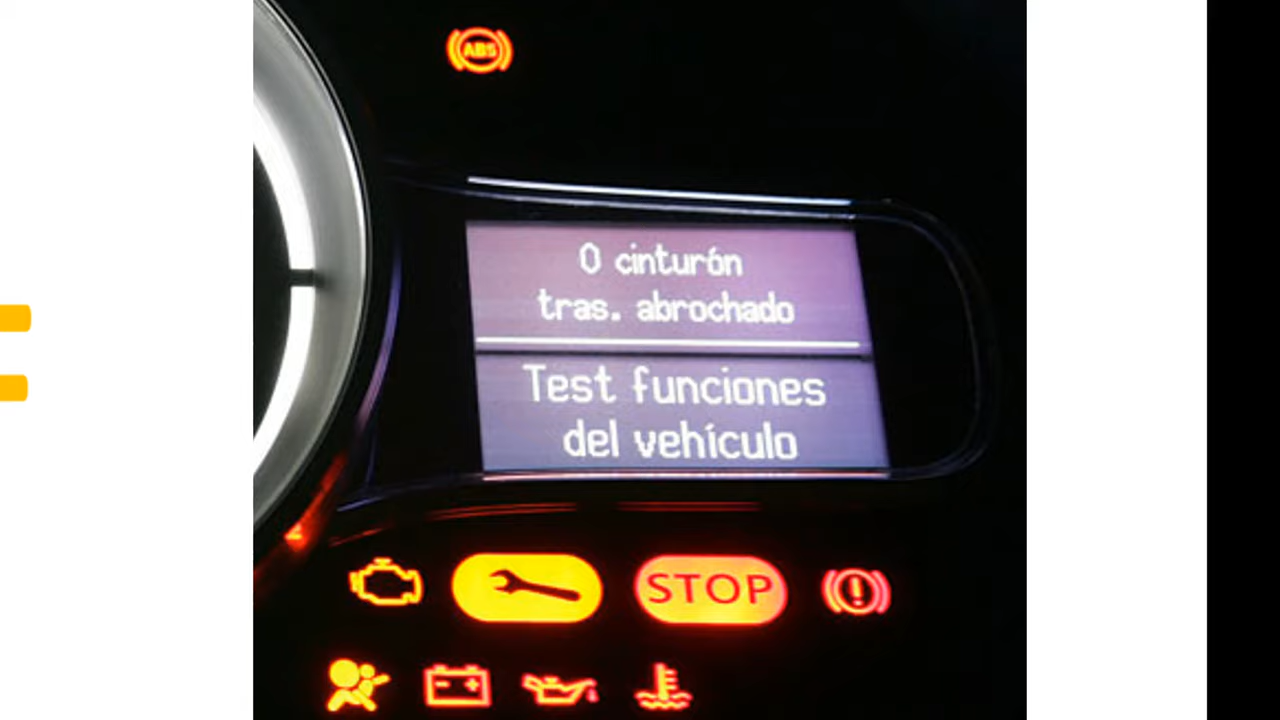 ABS
0 cinturón
tras. abrochado
Test funciones
del vehículo
STOP